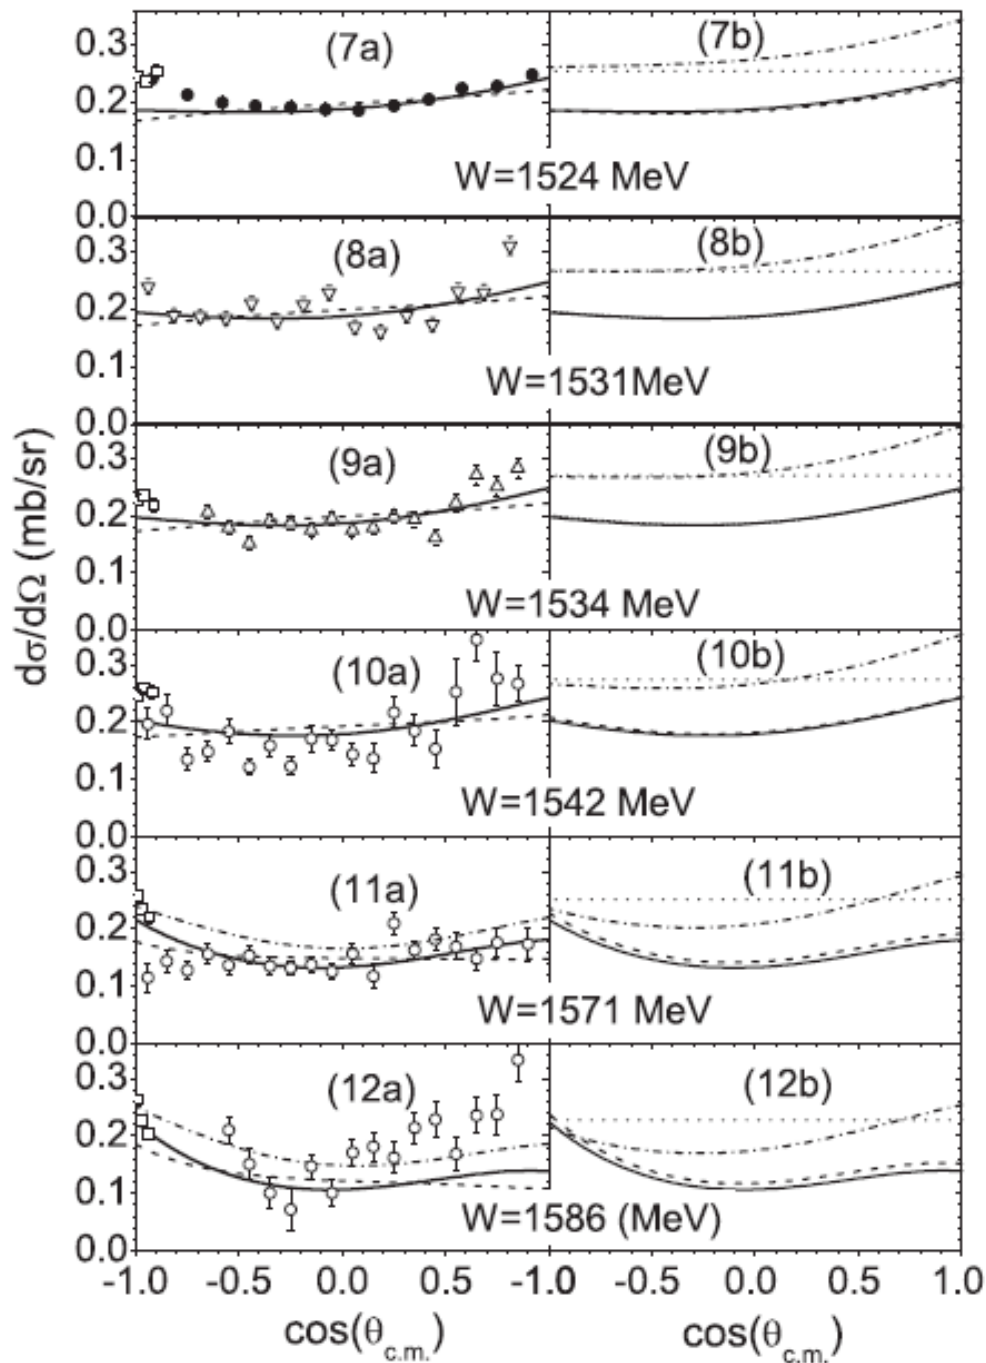 0.3
(7a)
(7b)
0.2
0.1
W=1524 MeV
0.0
0.3
(8a)
(8b)
0.2
0.1
W=1531MeV
0.0
0.3
(9a)
(9b)
0.2
0.1
W=1534 MeV
0.0
dσ/dΩ (mb/sr)
0.3
(10a)
(10b)
0.2
0.1
W=1542 MeV
0.0
0.3
(11a)
(11b)
0.2
0.1
W=1571 MeV
0.0
0.3
(12a)
(12b)
0.2
0.1
W=1586 (MeV)
0.0
-1.0 -0.5 0.0 0.5 -1.0 -0.5 0.0 0.5 1.0
cos(θc.m.) cos(θc.m.)